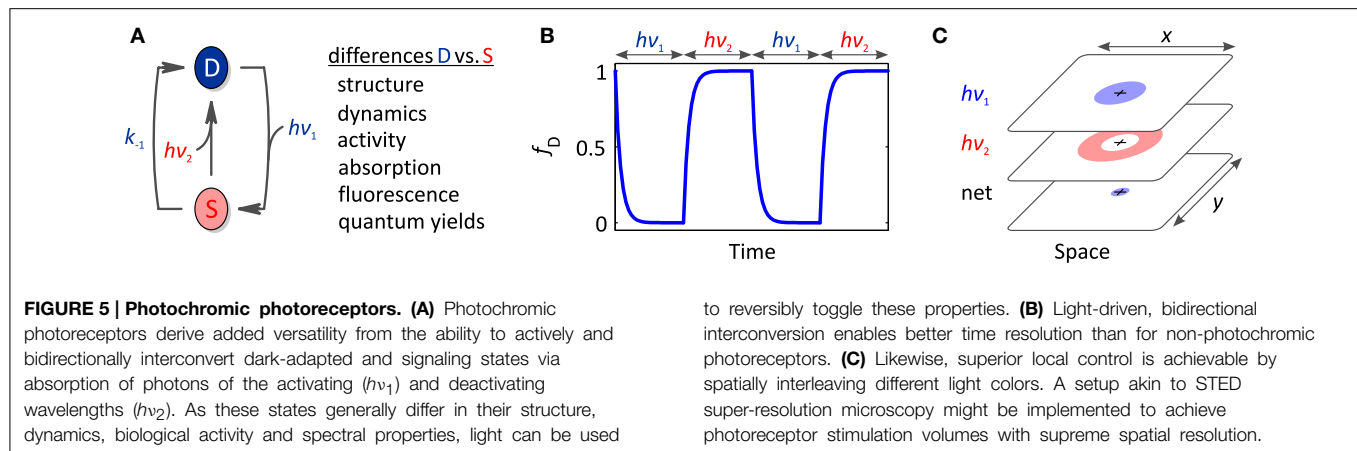 A
D
k-1
hν2
hν1
S
differences D vs. S
structure
dynamics
activity
absorption
fluorescence
quantum yields
B
hν1 hν2 hν1 hν2
1
0.5
0
fD
Time
C
x
hν1
hν2
net
y
Space
FIGURE 5 | Photochromic photoreceptors. (A) Photochromic
photoreceptors derive added versatility from the ability to actively and
bidirectionally interconvert dark-adapted and signaling states via
absorption of photons of the activating (hν1) and deactivating
wavelengths (hν2). As these states generally differ in their structure,
dynamics, biological activity and spectral properties, light can be used
to reversibly toggle these properties. (B) Light-driven, bidirectional
interconversion enables better time resolution than for non-photochromic
photoreceptors. (C) Likewise, superior local control is achievable by
spatially interleaving different light colors. A setup akin to STED
super-resolution microscopy might be implemented to achieve
photoreceptor stimulation volumes with supreme spatial resolution.